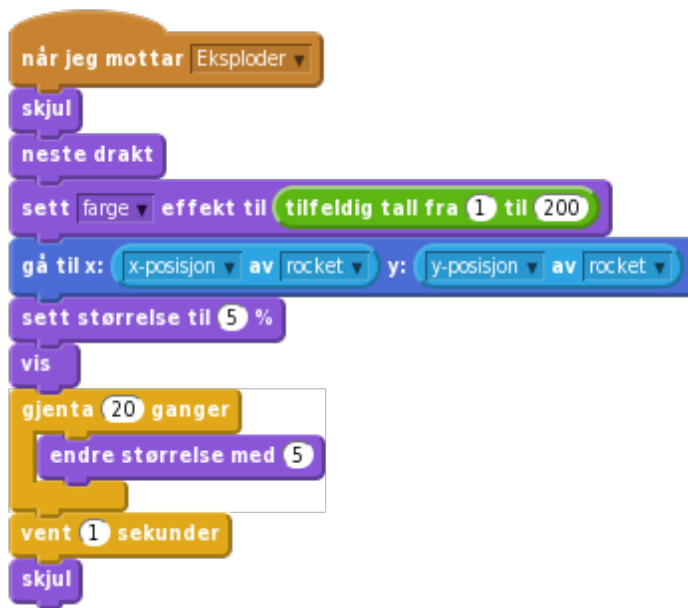 når jeg mottar Eksploder
skjul
neste drakt
sett farge effekt til tilfeldig tall fra 1 til 200
gå til x: x-posisjon av rocket y: y-posisjon av rocket
sett størrelse til 5 %
vis
gjenta 20 ganger
endre størrelse med 5
vent 1 sekunder
skjul